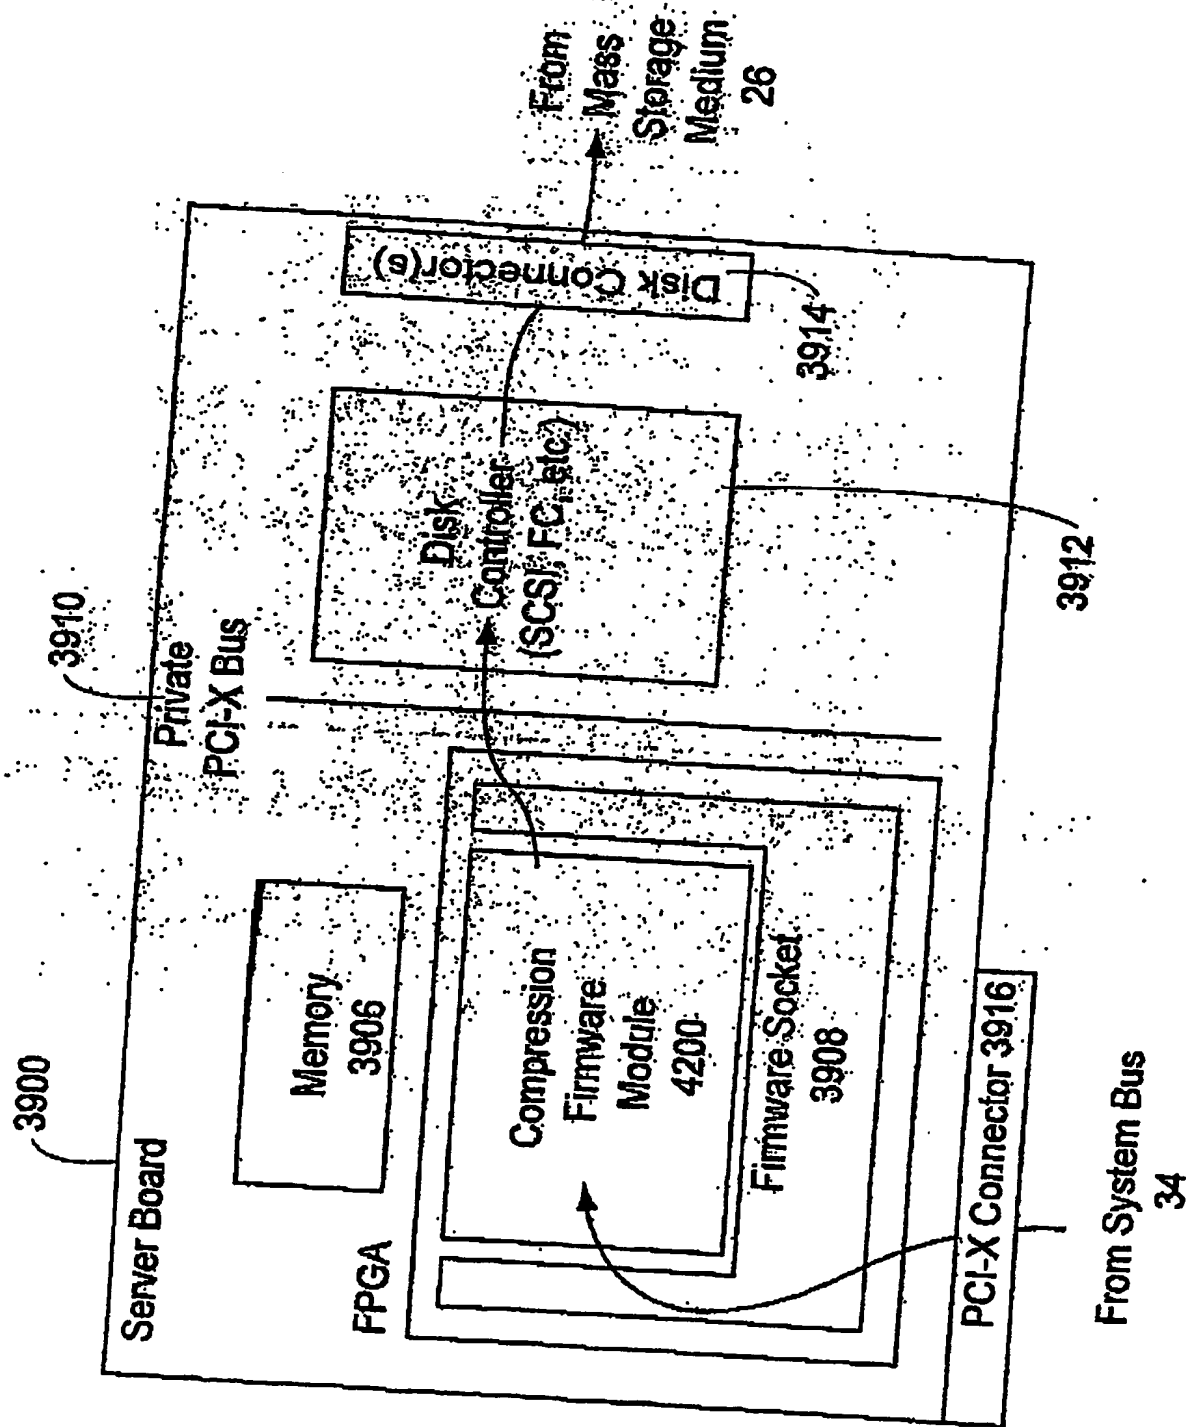 Server Board
3900
Memory
3906
FPGA
Compression
Firmware
Module
4200
Firmware Socket
3908
PCI-X Connector 3916
From System Bus
34
3910
Private
PCI-X Bus
Disk
Controller
(SCSI, FC, etc.)
3912
Disk Connector(s)
3914
From
Mass
Storage
Medium
26